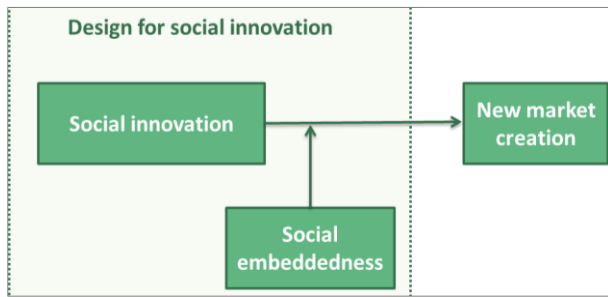 Design for social innovation
Social innovation
New market
creation
Social
embeddedness